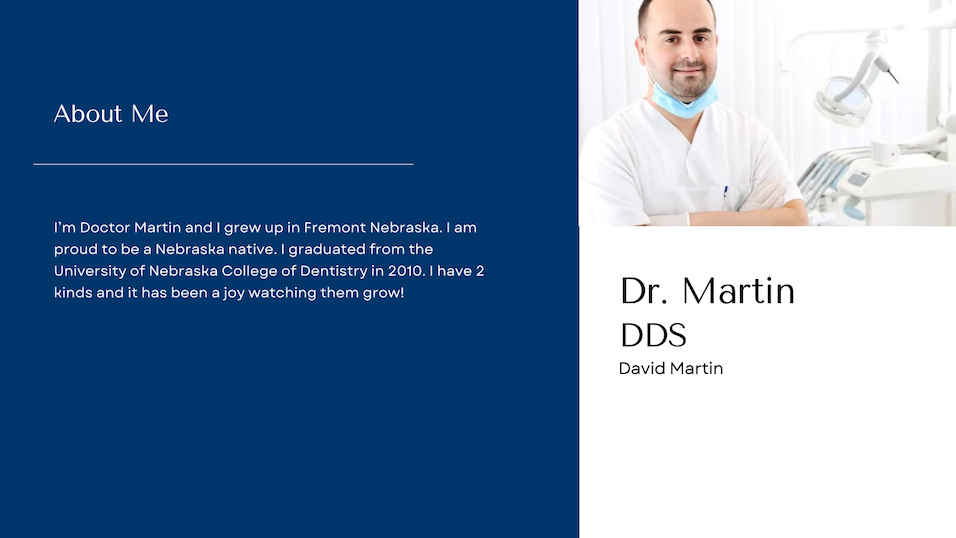 About Me
I'm Doctor Martin and I grew up in Fremont Nebraska. I am
proud to be a Nebraska native. I graduated from the
University of Nebraska College of Dentistry in 2010. I have 2
kinds and it has been a joy watching them grow!
Dr. Martin
DDS
David Martin